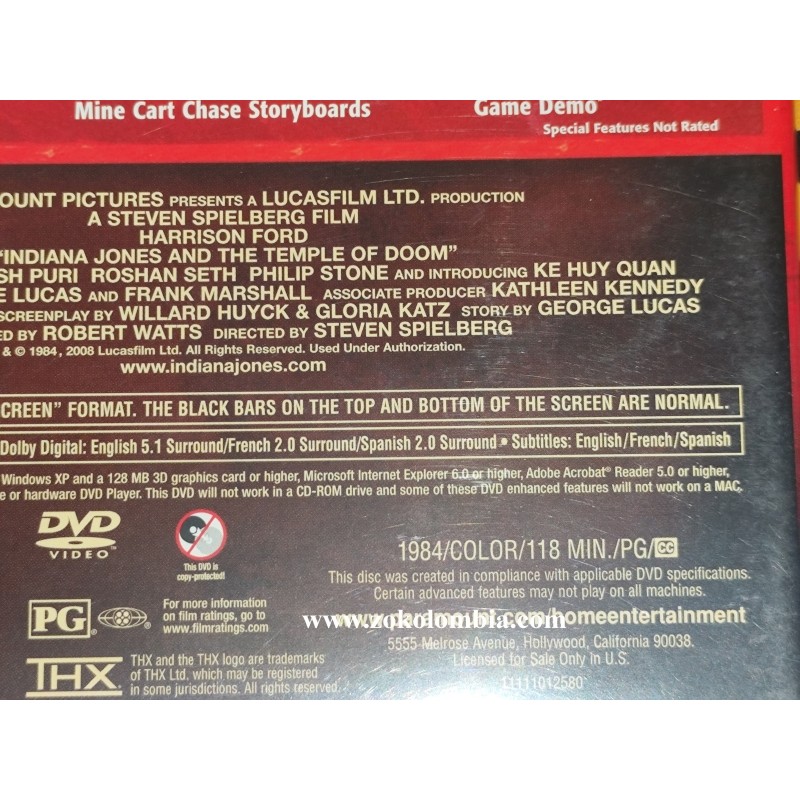 Mine Cart Chase Storyboards
Game Demo
Special Features Not Rated
OUNT PICTURES PRESENTS A LUCASFILM LTD. PRODUCTION
A STEVEN SPIELBERG FILM
HARRISON FORD
"INDIANA JONES AND THE TEMPLE OF DOOM"
SH PURI ROSHAN SETH PHILIP STONE AND INTRODUCING KE HUY QUAN
E LUCAS AND FRANK MARSHALL ASSOCIATE PRODUCER KATHLEEN KENNEDY
SCREENPLAY BY WILLARD HUYCK & GLORIA KATZ STORY BY GEORGE LUCAS
ED BY ROBERT WATTS DIRECTED BY STEVEN SPIELBERG
& © 1984, 2008 Lucasfilm Ltd. All Rights Reserved. Used Under Authorization.
www.indianajones.com
CREEN" FORMAT. THE BLACK BARS ON THE TOP AND BOTTOM OF THE SCREEN ARE NORMAL.
Dolby Digital: English 5.1 Surround/French 2.0 Surround/Spanish 2.0 Surround • Subtitles: English/French/Spanish
Windows XP and a 128 MB 3D graphics card or higher, Microsoft Internet Explorer 6.0 or higher, Adobe Acrobat® Reader 5.0 or higher,
e or hardware DVD Player. This DVD will not work in a CD-ROM drive and some of these DVD enhanced features will not work on a MAC.
DVD
VIDEO
This DVD is
copy-protected!
1984/COLOR/118 MIN./PG/CC
This disc was created in compliance with applicable DVD specifications.
Certain advanced features may not play on all machines.
PG
For more information
on film ratings, go to
www.filmratings.com
www.zokolombia.com/homeentertainment
5555 Melrose Avenue, Hollywood, California 90038.
Licensed for Sale Only in U.S.
11111012580
THX
THX and the THX logo are trademarks
of THX Ltd. which may be registered
in some jurisdictions. All rights reserved.